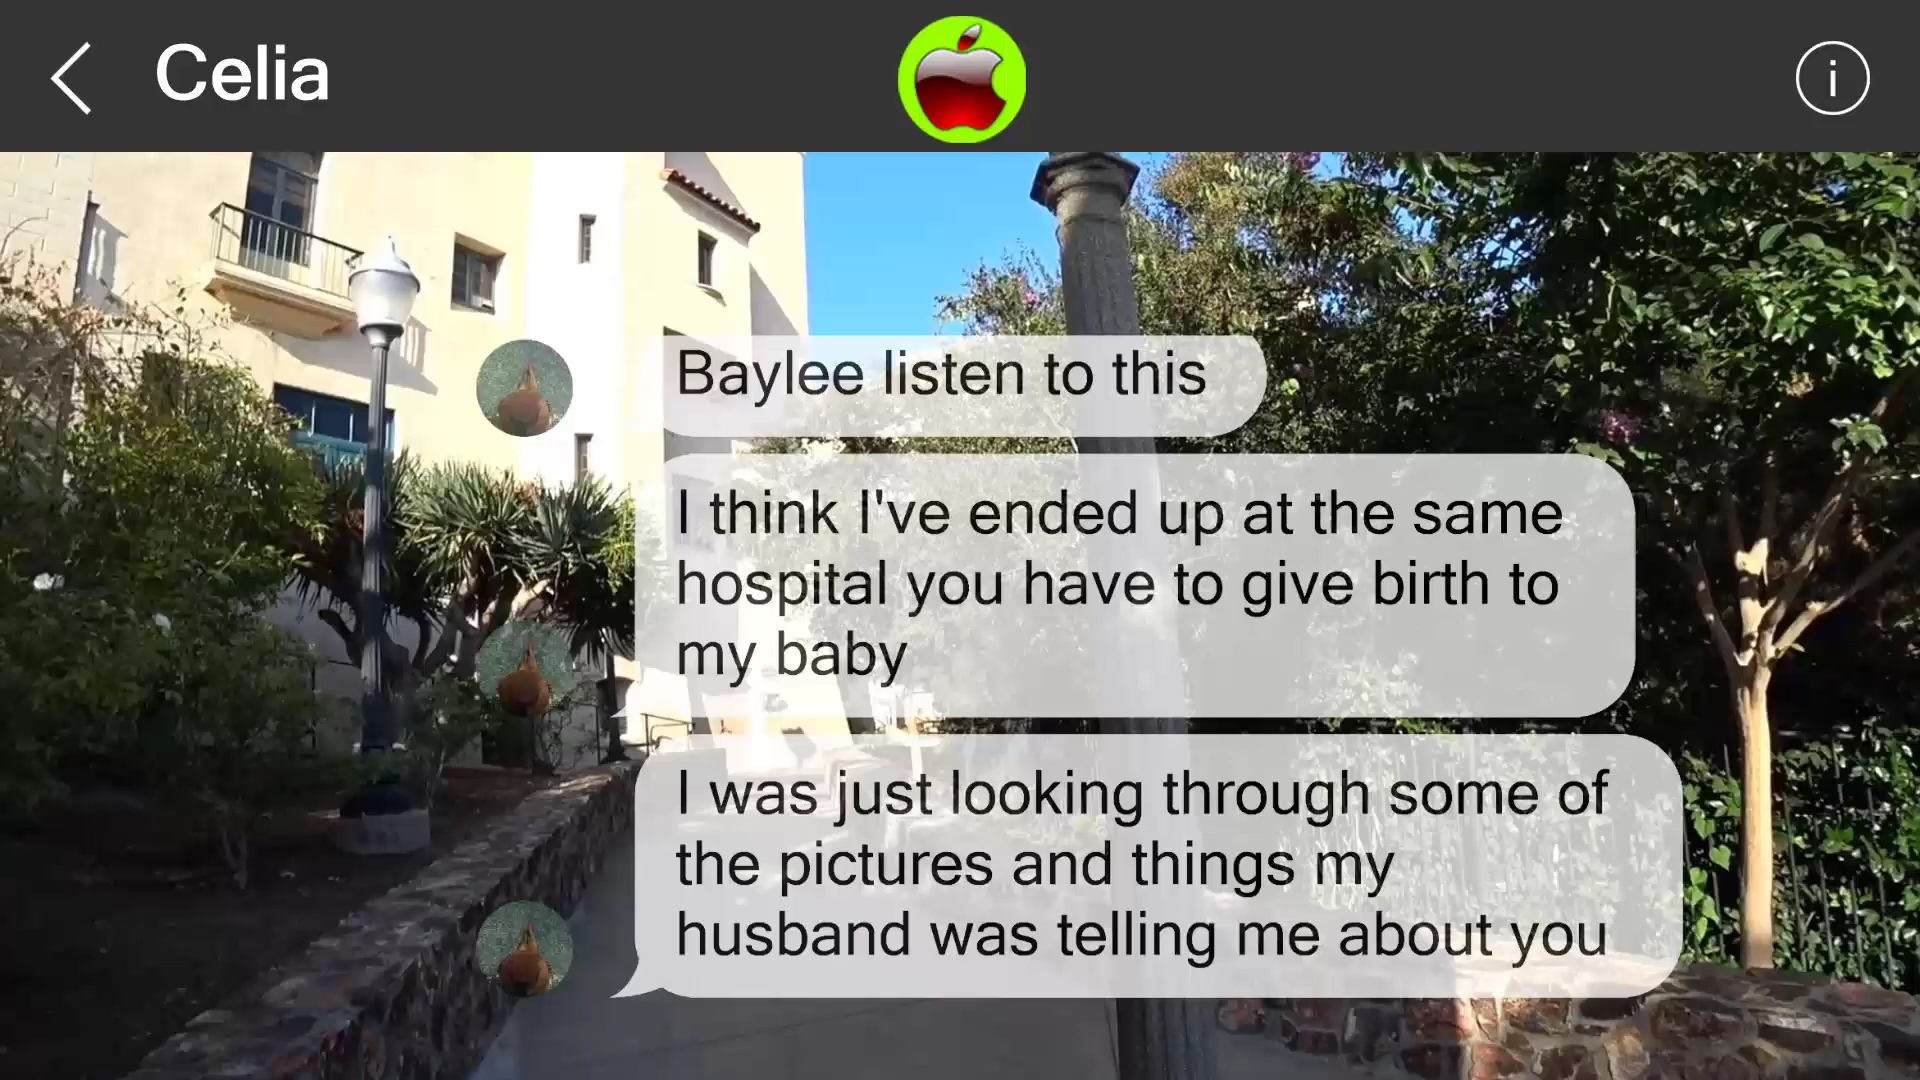 Celia
i
Baylee listen to this
I think I've ended up at the same
hospital you have to give birth to
my baby
I was just looking through some of
the pictures and things my
husband was telling me about you